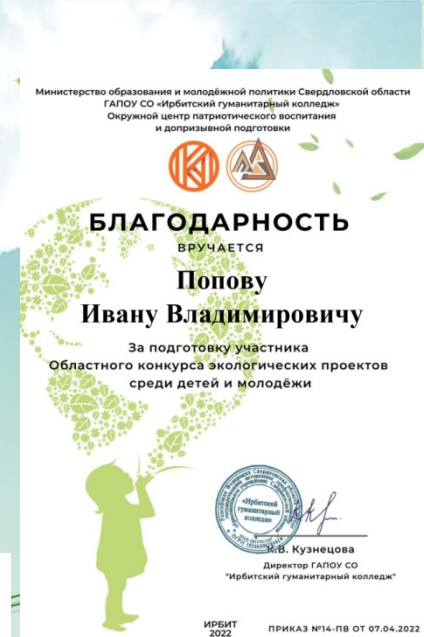 Министерство образования и молодёжной политики Свердловской области
ГАПОУ СО «Ирбитский гуманитарный колледж»
Окружной центр патриотического воспитания
и допризывной подготовки
БЛАГОДАРНОСТЬ
ВРУЧАЕТСЯ
Попову
Ивану Владимировичу
За подготовку участника
Областного конкурса экологических проектов
среди детей и молодёжи
«Ирбитский
гуманитарный
колледж»
К.В. Кузнецова
Директор ГАПОУ СО
"Ирбитский гуманитарный колледж"
ИРБИТ
2022
ПРИКАЗ №14-ПВ ОТ 07.04.2022